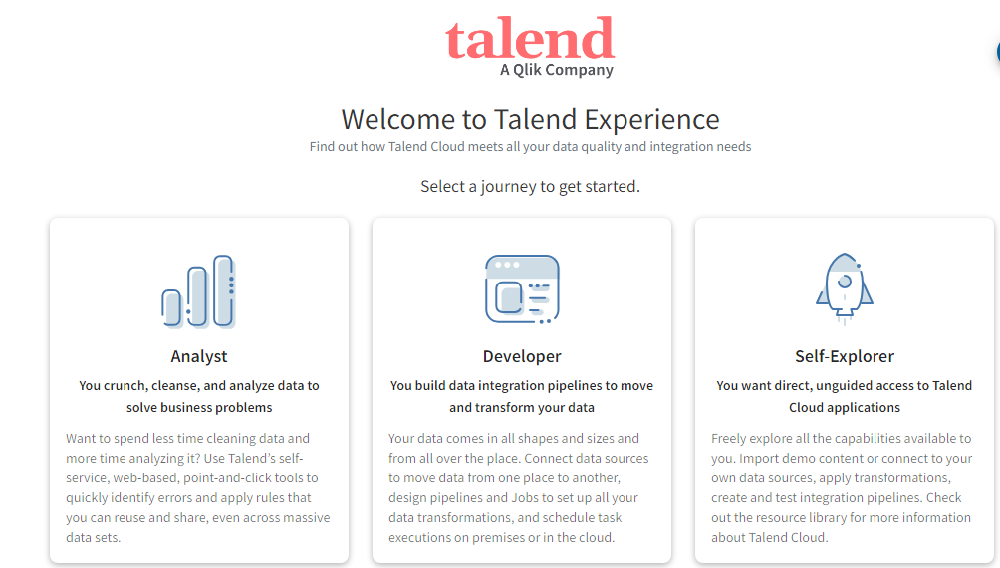 talend
A Qlik Company
Welcome to Talend Experience
Find out how Talend Cloud meets all your data quality and integration needs
Select a journey to get started.
Analyst
You crunch, cleanse, and analyze data to
solve business problems
Want to spend less time cleaning data and
more time analyzing it? Use Talend’s self-
service, web-based, point-and-click tools to
quickly identify errors and apply rules that
you can reuse and share, even across massive
data sets.
Developer
You build data integration pipelines to move
and transform your data
Your data comes in all shapes and sizes and
from all over the place. Connect data sources
to move data from one place to another,
design pipelines and Jobs to set up all your
data transformations, and schedule task
executions on premises or in the cloud.
Self-Explorer
You want direct, unguided access to Talend
Cloud applications
Freely explore all the capabilities available to
you. Import demo content or connect to your
own data sources, apply transformations,
create and test integration pipelines. Check
out the resource library for more information
about Talend Cloud.